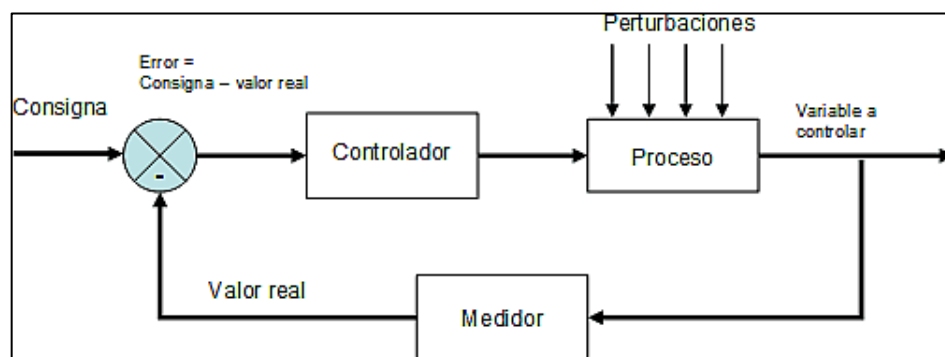 Perturbaciones
Error =
Consigna – valor real
Consigna
Variable a
controlar
Controlador
Proceso
-
Valor real
Medidor